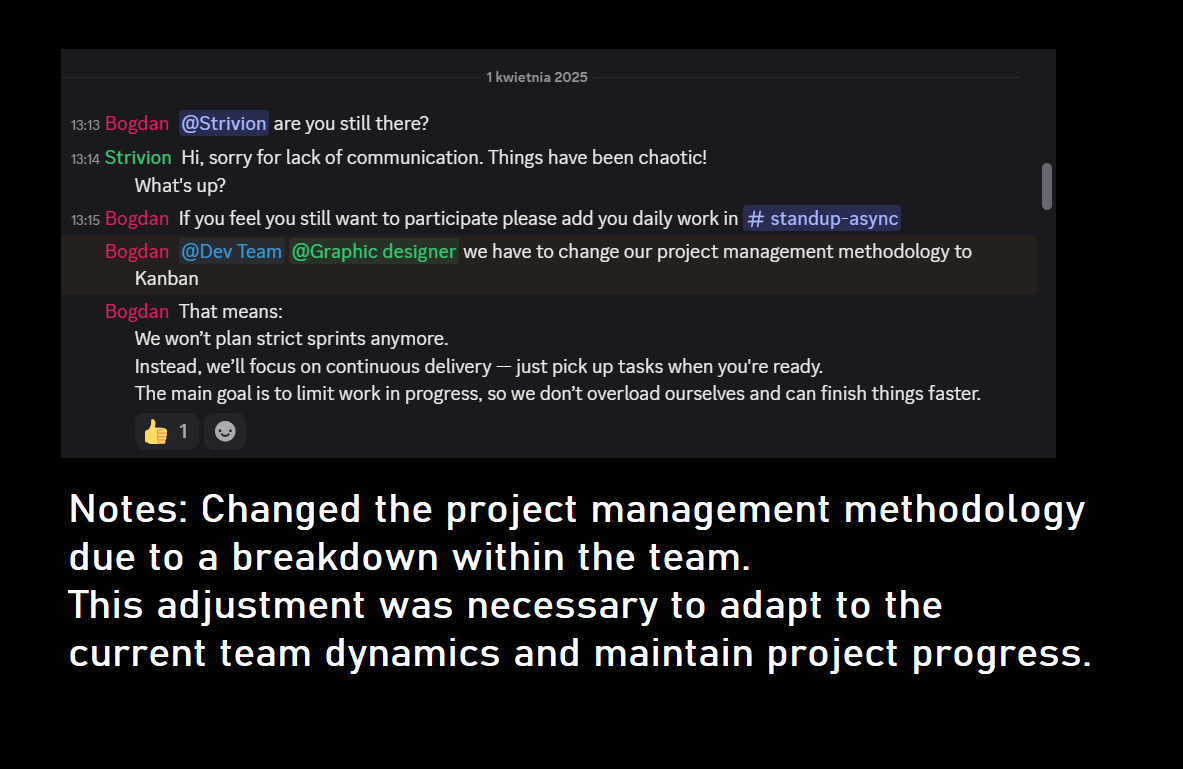 1 kwietnia 2025
13:13 Bogdan @Strivion are you still there?
13:14 Strivion Hi, sorry for lack of communication. Things have been chaotic!
What's up?
13:15 Bogdan If you feel you still want to participate please add you daily work in # standup-async
Bogdan @Dev Team @Graphic designer we have to change our project management methodology to
Kanban
Bogdan That means:
We won’t plan strict sprints anymore.
Instead, we’ll focus on continuous delivery — just pick up tasks when you're ready.
The main goal is to limit work in progress, so we don’t overload ourselves and can finish things faster.
1
Notes: Changed the project management methodology
due to a breakdown within the team.
This adjustment was necessary to adapt to the
current team dynamics and maintain project progress.